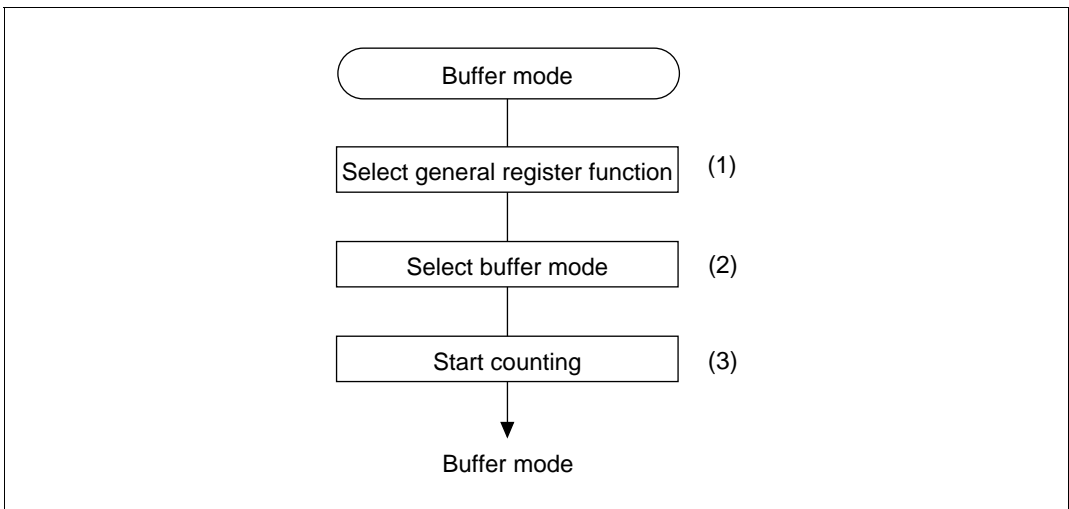 Buffer mode
Select general register function (1)
Select buffer mode (2)
Start counting (3)
Buffer mode